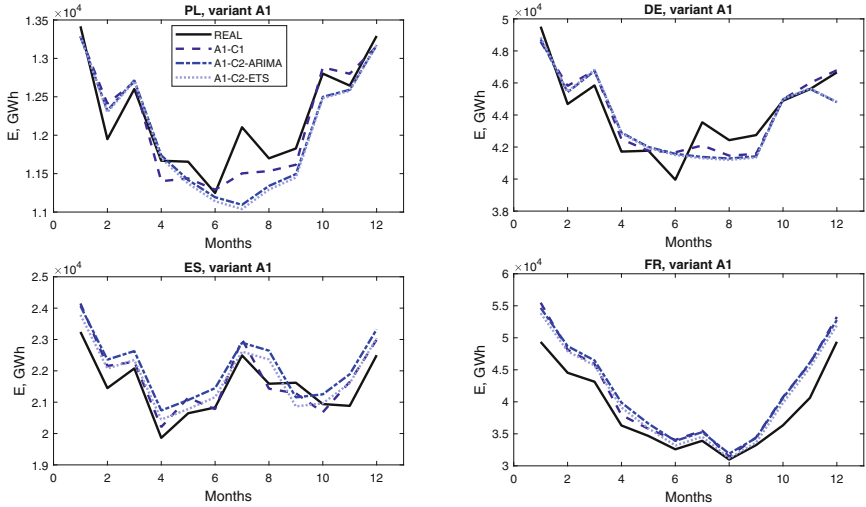 PL, variant A1
×10⁴
1.35
1.3
1.25
1.2
1.15
1.1
E, GWh
0 2 4 6 8 10 12
Months
REAL
A1-C1
A1-C2-ARIMA
A1-C2-ETS
DE, variant A1
×10⁴
5
4.8
4.6
4.4
4.2
4
3.8
E, GWh
0 2 4 6 8 10 12
Months
ES, variant A1
×10⁴
2.5
2.4
2.3
2.2
2.1
2
1.9
E, GWh
0 2 4 6 8 10 12
Months
FR, variant A1
×10⁴
6
5.5
5
4.5
4
3.5
3
E, GWh
0 2 4 6 8 10 12
Months